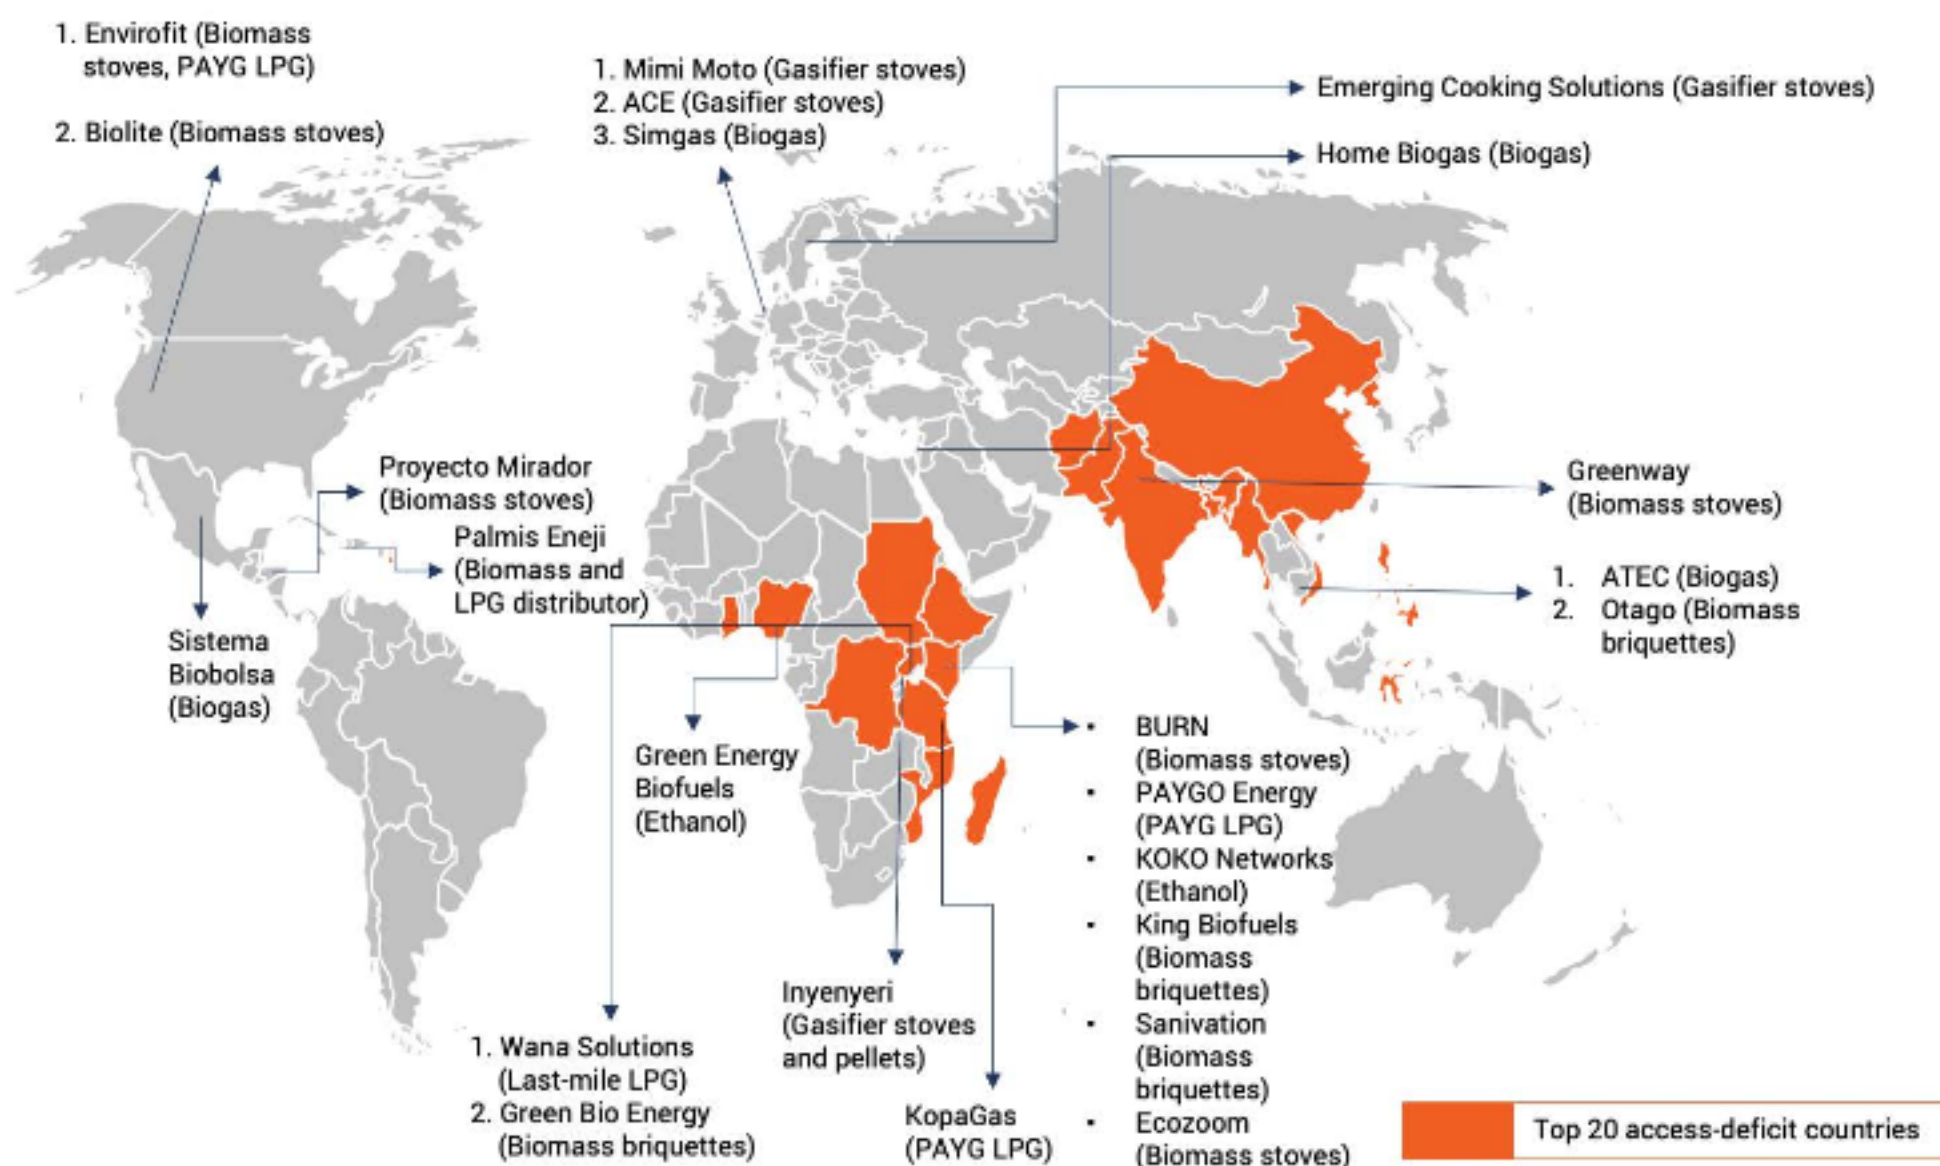 1. Envirofit (Biomass
stoves, PAYG LPG)
2. Biolite (Biomass stoves)
1. Mimi Moto (Gasifier stoves)
2. ACE (Gasifier stoves)
3. Simgas (Biogas)
Emerging Cooking Solutions (Gasifier stoves)
Home Biogas (Biogas)
Proyecto Mirador
(Biomass stoves)
Palmis Eneji
(Biomass and
LPG distributor)
Sistema
Biobolsa
(Biogas)
Greenway
(Biomass stoves)
1. ATEC (Biogas)
2. Otago (Biomass
briquettes)
Green Energy
Biofuels
(Ethanol)
• BURN
(Biomass stoves)
• PAYGO Energy
(PAYG LPG)
• KOKO Networks
(Ethanol)
• King Biofuels
(Biomass
briquettes)
• Sanivation
(Biomass
briquettes)
• Ecozoom
(Biomass stoves)
Inyenyeri
(Gasifier stoves
and pellets)
1. Wana Solutions
(Last-mile LPG)
2. Green Bio Energy
(Biomass briquettes)
KopaGas
(PAYG LPG)
Top 20 access-deficit countries